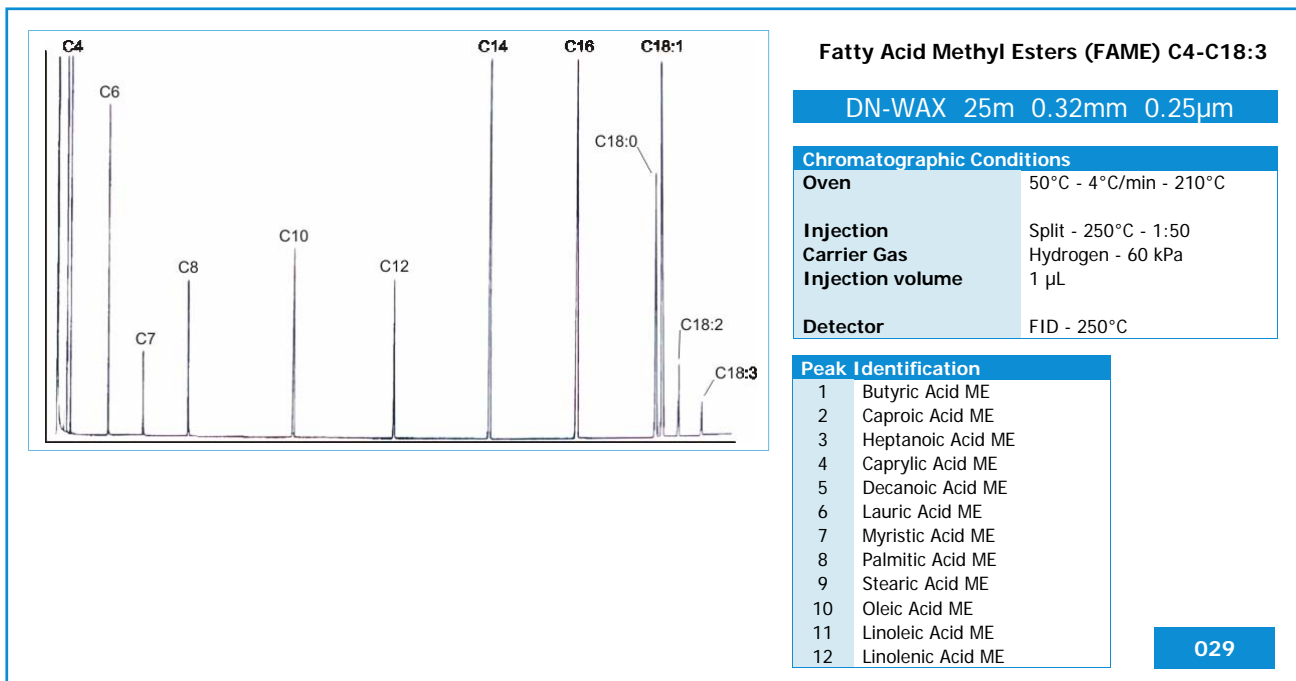 C4
C14
C16
C18:1
C6
C18:0
C10
C8
C12
C7
C18:2
C18:3
Fatty Acid Methyl Esters (FAME) C4-C18:3
DN-WAX 25m 0.32mm 0.25µm
Chromatographic Conditions
Oven 50°C - 4°C/min - 210°C
Injection Split - 250°C - 1:50
Carrier Gas Hydrogen - 60 kPa
Injection volume 1 µL
Detector FID - 250°C
Peak Identification
1 Butyric Acid ME
2 Caproic Acid ME
3 Heptanoic Acid ME
4 Caprylic Acid ME
5 Decanoic Acid ME
6 Lauric Acid ME
7 Myristic Acid ME
8 Palmitic Acid ME
9 Stearic Acid ME
10 Oleic Acid ME
11 Linoleic Acid ME
12 Linolenic Acid ME
029